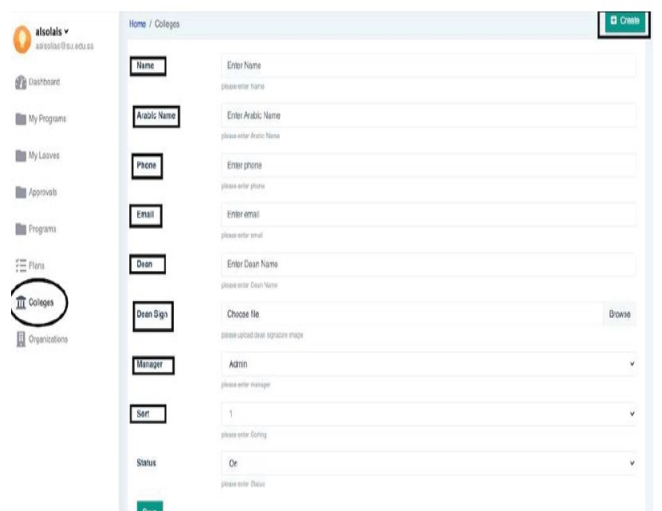 alsolais
Home / Colleges
Create
Dashboard
My Programs
My Leaves
Approvals
Programs
Plans
Colleges
Organizations
Name
Enter Name
please enter Name
Arabic Name
Enter Arabic Name
please enter Arabic Name
Phone
Enter phone
please enter phone
Email
Enter email
please enter email
Dean
Enter Dean Name
please enter Dean Name
Dean Sign
Choose file
Browse
please upload dean signature image
Manager
Admin
please enter manager
Sort
1
please enter Sorting
Status
On
please enter Status